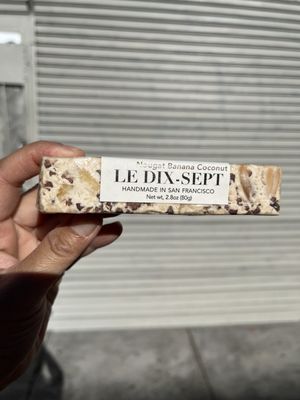 Nougat Banana Coconut
LE DIX-SEPT
HANDMADE IN SAN FRANCISCO
Net wt, 2.8oz (80g)